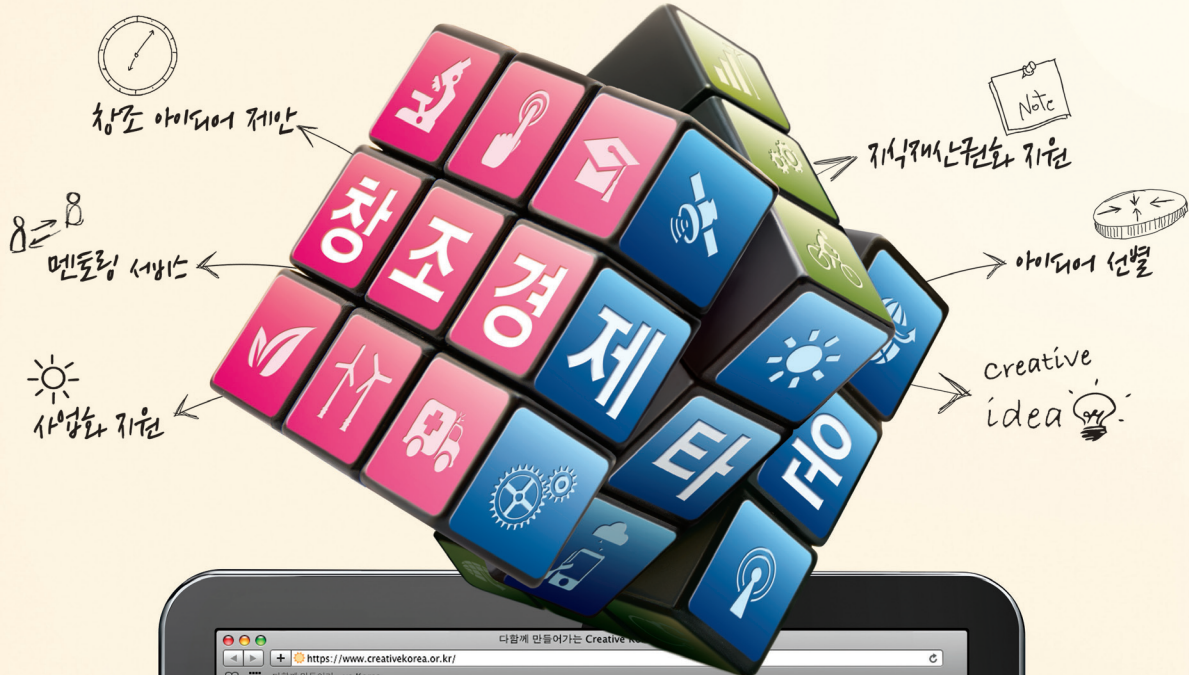 창조 아이디어 제안
Note
지식재산권화 지원
멘토링 서비스
아이디어 선별
창조경제
타운
creative
idea
사업화 지원
다함께 만들어가는 Creative
https://www.creativekorea.or.kr/